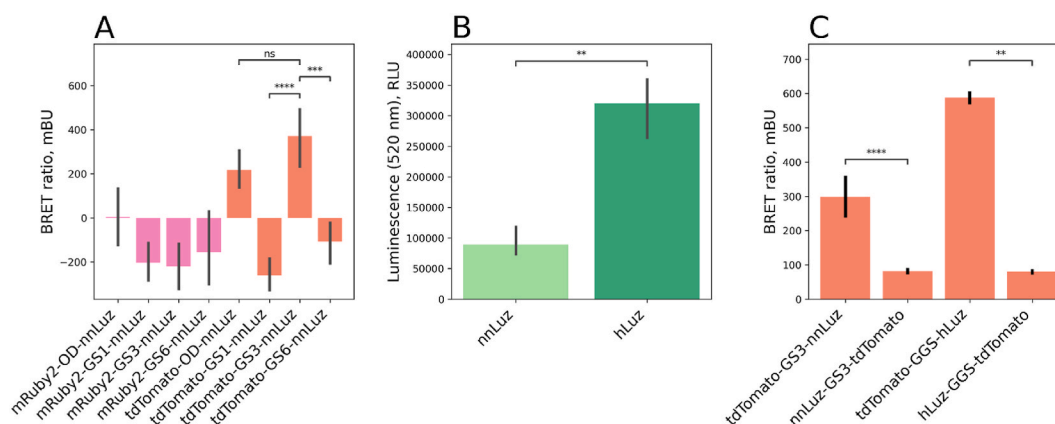 A
BRET ratio, mBU
600
400
200
0
−200
ns
****
***
mRuby2-OD-nnLuz
mRuby2-GS1-nnLuz
mRuby2-GS3-nnLuz
mRuby2-GS6-nnLuz
tdTomato-OD-nnLuz
tdTomato-GS1-nnLuz
tdTomato-GS3-nnLuz
tdTomato-GS6-nnLuz
B
Luminescence (520 nm), RLU
400000
350000
300000
250000
200000
150000
100000
50000
0
**
nnLuz
hLuz
C
BRET ratio, mBU
700
600
500
400
300
200
100
0
****
**
tdTomato-GS3-nnLuz
nnLuz-GS3-tdTomato
tdTomato-GGS-hLuz
hLuz-GGS-tdTomato